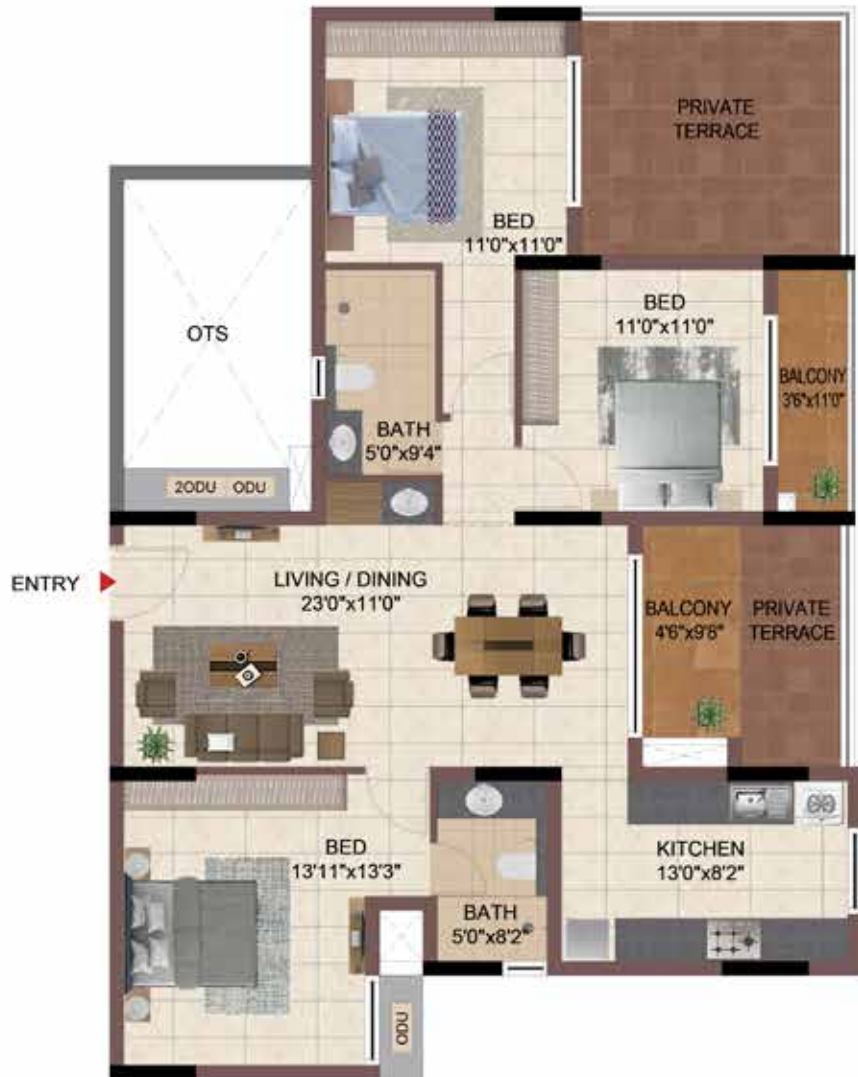 PRIVATE
TERRACE
BED
11'0"x11'0"
BED
11'0"x11'0"
OTS
BALCONY
3'6"x11'0"
BATH
5'0"x9'4"
2ODU ODU
ENTRY
LIVING / DINING
23'0"x11'0"
BALCONY
4'6"x9'8"
PRIVATE
TERRACE
BED
13'11"x13'3"
KITCHEN
13'0"x8'2"
BATH
5'0"x8'2"
ODU